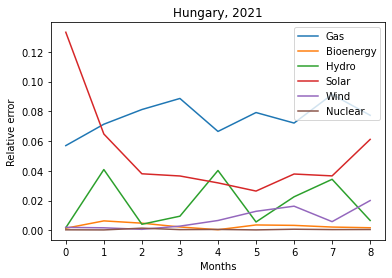 Hungary, 2021
Gas
Bioenergy
Hydro
Solar
Wind
Nuclear
0.12
0.10
0.08
0.06
0.04
0.02
0.00
Relative error
0 1 2 3 4 5 6 7 8
Months